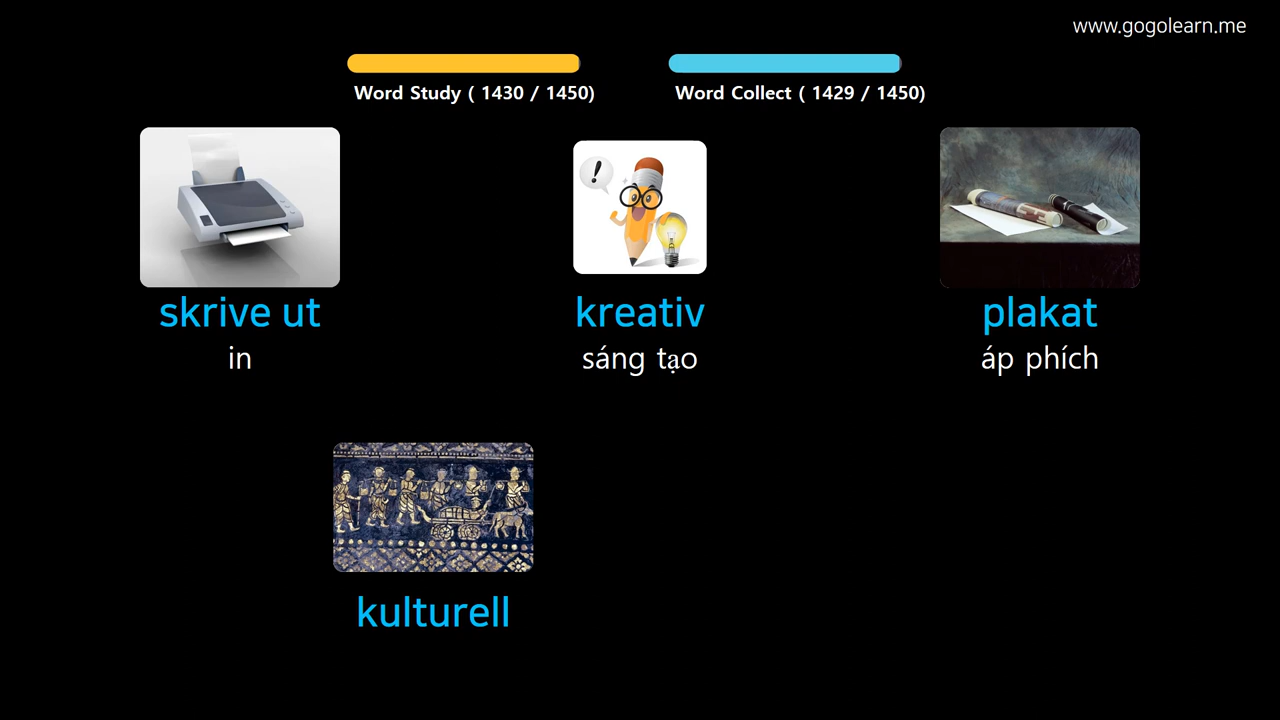 www.gogolearn.me
Word Study ( 1430 / 1450)
Word Collect ( 1429 / 1450)
skrive ut
kreativ
plakat
in
sáng tạo
áp phích
kulturell